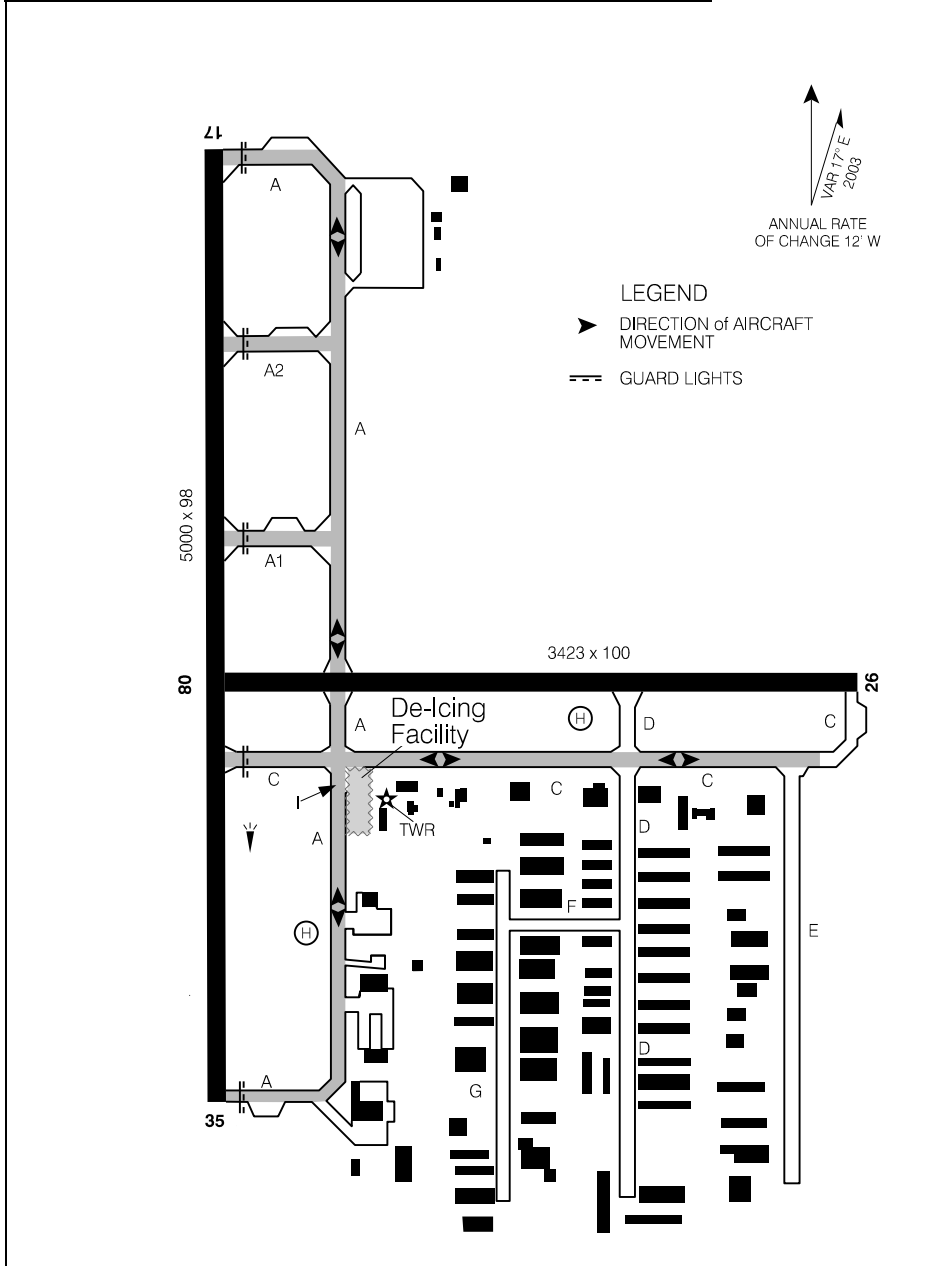 17
A
VAR 17° E
2003
ANNUAL RATE
OF CHANGE 12' W
LEGEND
DIRECTION of AIRCRAFT
MOVEMENT
GUARD LIGHTS
A2
A
5000 x 98
A1
3423 x 100
08
26
A
De-Icing
Facility
H
D
C
C
I
A
TWR
C
C
D
F
H
E
D
A
G
35